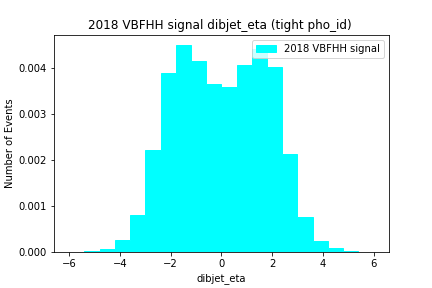 2018 VBFHH signal dibjet_eta (tight pho_id)
2018 VBFHH signal
Number of Events
0.004
0.003
0.002
0.001
0.000
−6 −4 −2 0 2 4 6
dibjet_eta